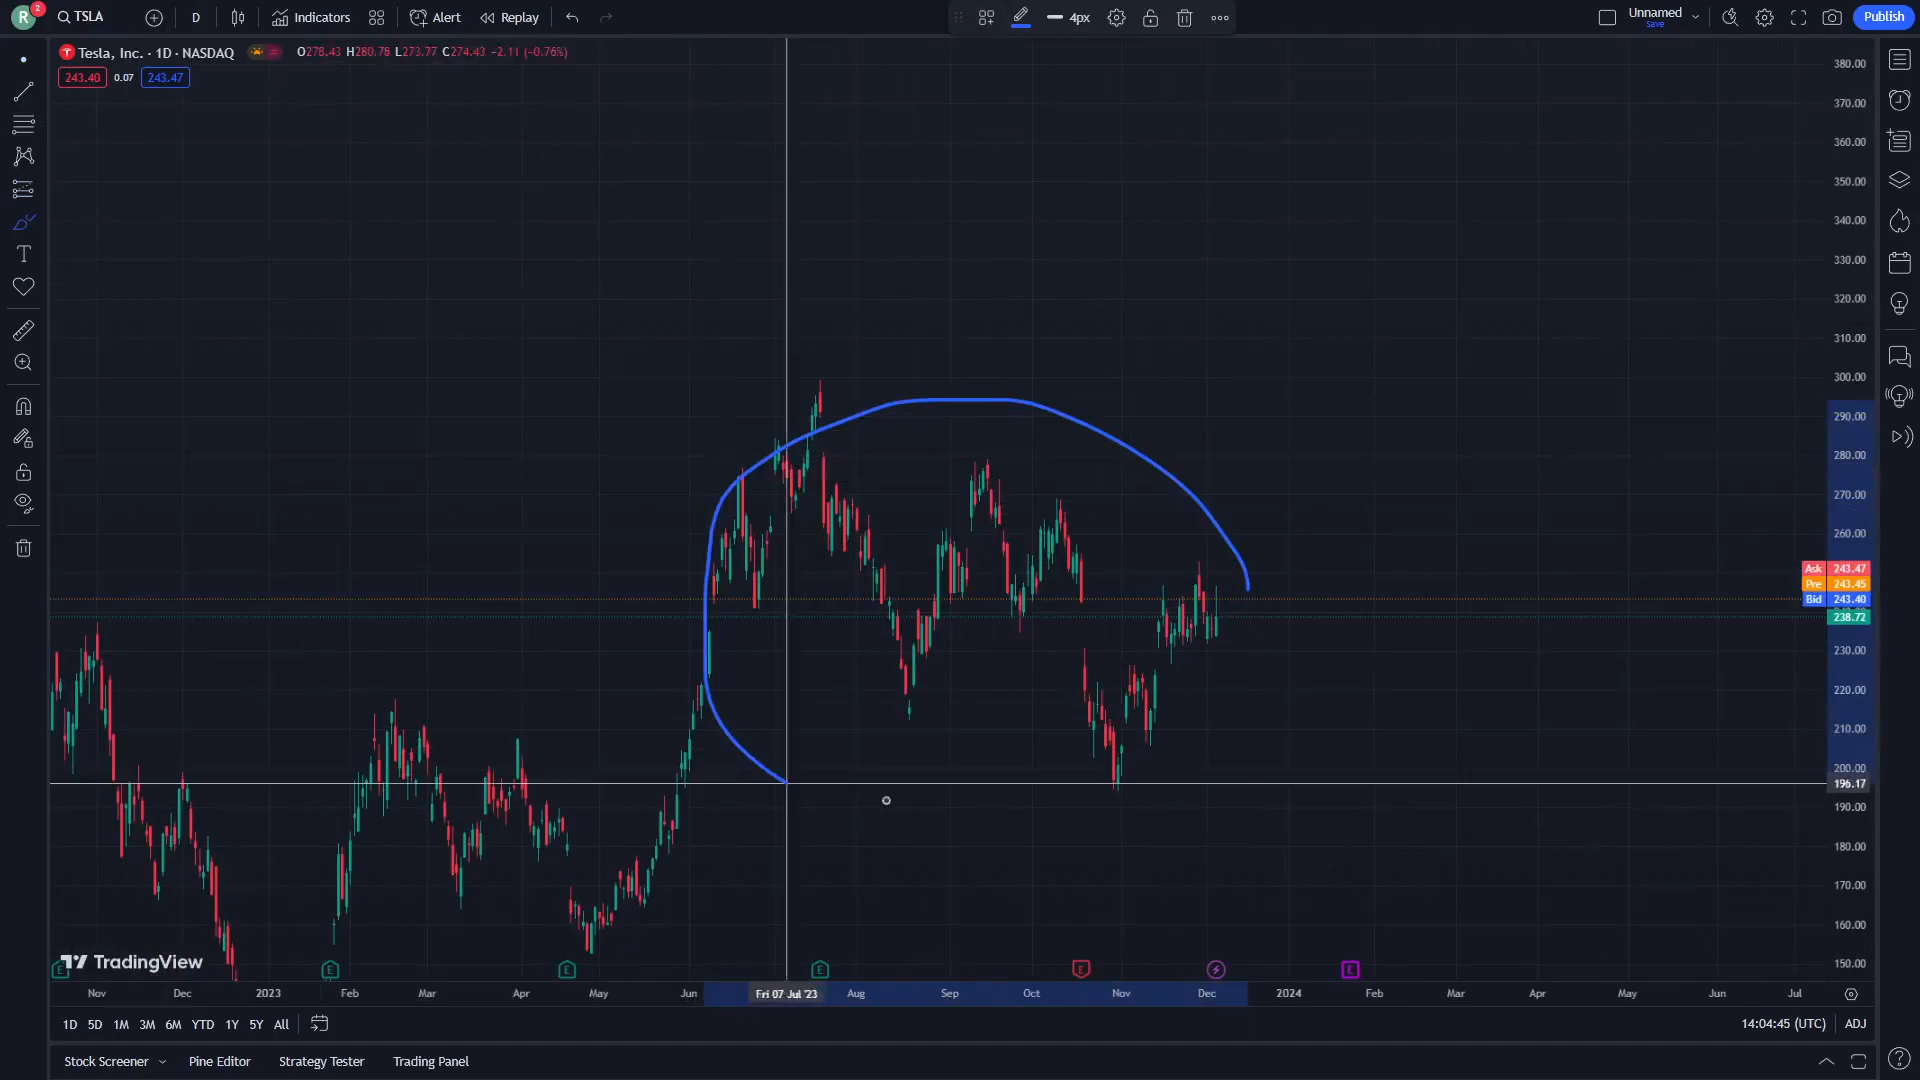 R 2 TSLA D Indicators Alert Replay 4px Unnamed Save Publish
Tesla, Inc. · 1D · NASDAQ O278.43 H280.78 L273.77 C274.43 −2.11 (−0.76%)
243.40 0.07 243.47
380.00
370.00
360.00
350.00
340.00
330.00
320.00
310.00
300.00
290.00
280.00
270.00
260.00
Ask 243.47
Pre 243.45
Bid 243.40
238.72
230.00
220.00
210.00
200.00
196.17
190.00
180.00
170.00
160.00
150.00
TradingView
E E E E E E
Nov Dec 2023 Feb Mar Apr May Jun Fri 07 Jul '23 Aug Sep Oct Nov Dec 2024 Feb Mar Apr May Jun Jul
1D 5D 1M 3M 6M YTD 1Y 5Y All 14:04:45 (UTC) ADJ
Stock Screener Pine Editor Strategy Tester Trading Panel